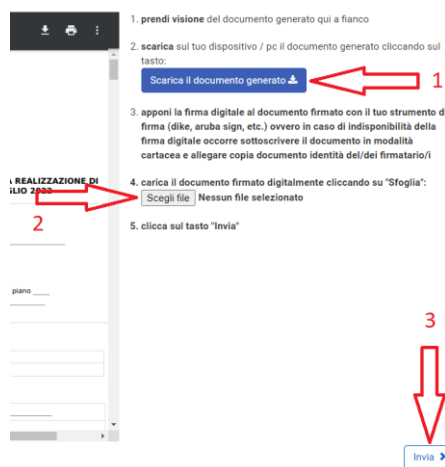 1. prendi visione del documento generato qui a fianco
2. scarica sul tuo dispositivo / pc il documento generato cliccando sul
tasto:
Scarica il documento generato
1
3. apponi la firma digitale al documento firmato con il tuo strumento di
firma (dike, aruba sign, etc.) ovvero in caso di indisponibilità della
firma digitale occorre sottoscrivere il documento in modalità
cartacea e allegare copia documento identità del/dei firmatario/i
A REALIZZAZIONE DI
GLIO 2022
4. carica il documento firmato digitalmente cliccando su "Sfoglia":
Scegli file Nessun file selezionato
2
5. clicca sul tasto "Invia"
piano ____
3
Invia